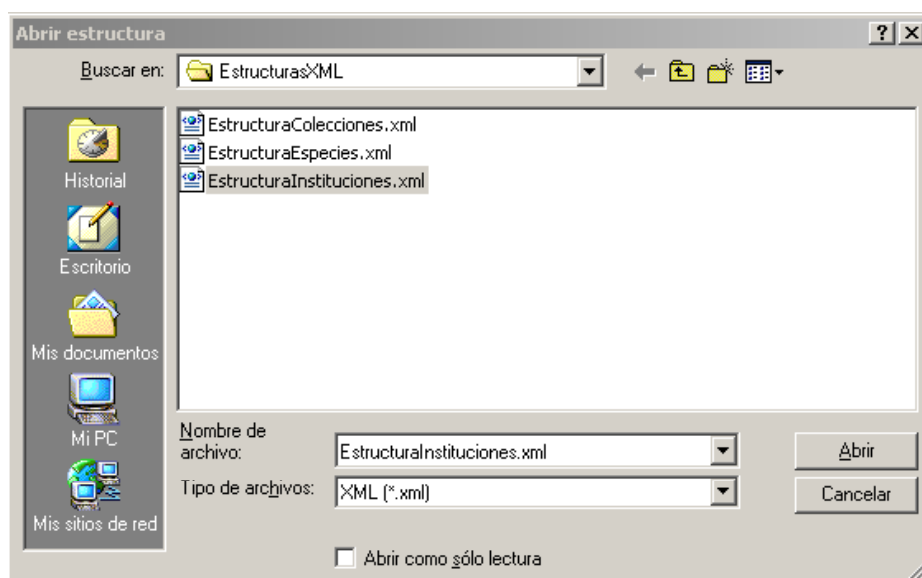 Abrir estructura
Buscar en:
EstructurasXML
EstructuraColecciones.xml
EstructuraEspecies.xml
EstructuraInstituciones.xml
Historial
Escritorio
Mis documentos
Mi PC
Mis sitios de red
Nombre de
archivo:
EstructuraInstituciones.xml
Abrir
Tipo de archivos:
XML (*.xml)
Cancelar
Abrir como sólo lectura